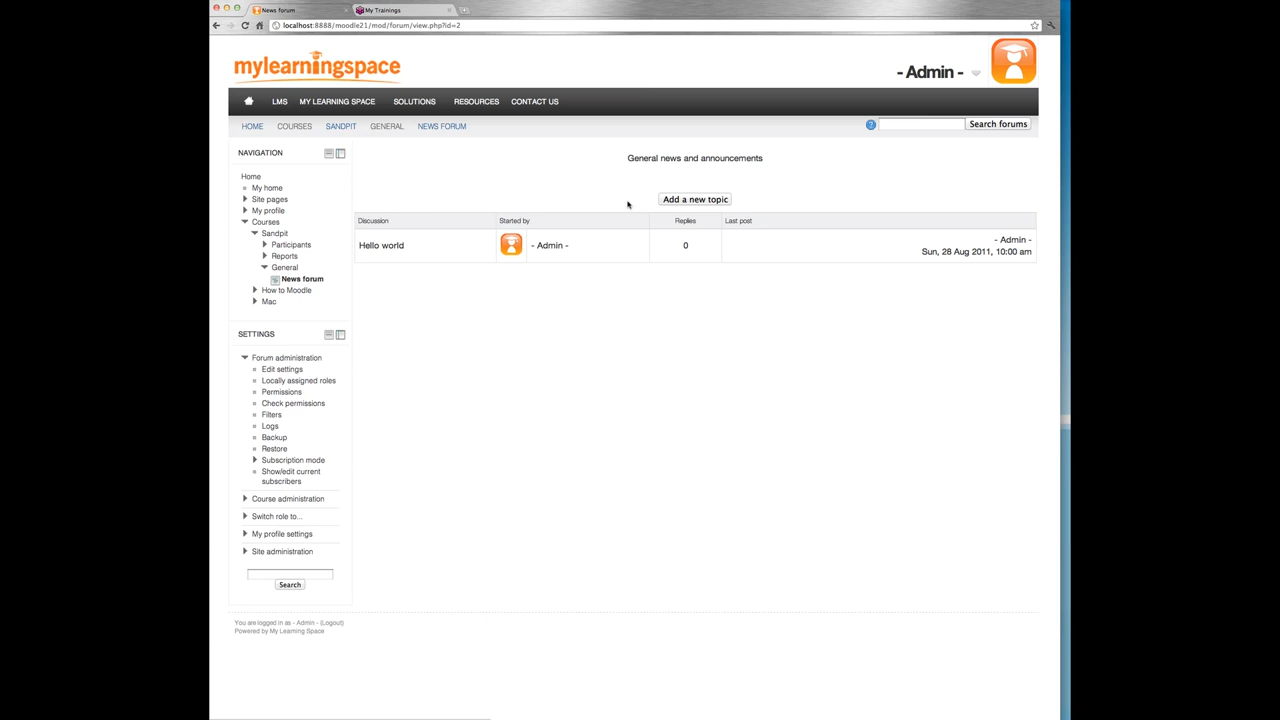 News forum
My Trainings
localhost:8888/moodle21/mod/forum/view.php?id=2
mylearningspace
- Admin -
LMS MY LEARNING SPACE SOLUTIONS RESOURCES CONTACT US
HOME COURSES SANDPIT GENERAL NEWS FORUM
? Search forums
NAVIGATION
Home
My home
Site pages
My profile
Courses
Sandpit
Participants
Reports
General
News forum
How to Moodle
Mac
SETTINGS
Forum administration
Edit settings
Locally assigned roles
Permissions
Check permissions
Filters
Logs
Backup
Restore
Subscription mode
Show/edit current
subscribers
Course administration
Switch role to...
My profile settings
Site administration
Search
General news and announcements
Add a new topic
Discussion Started by Replies Last post
Hello world - Admin - 0 - Admin -
Sun, 28 Aug 2011, 10:00 am
You are logged in as - Admin - (Logout)
Powered by My Learning Space